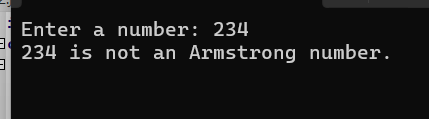 Enter a number: 234
234 is not an Armstrong number.